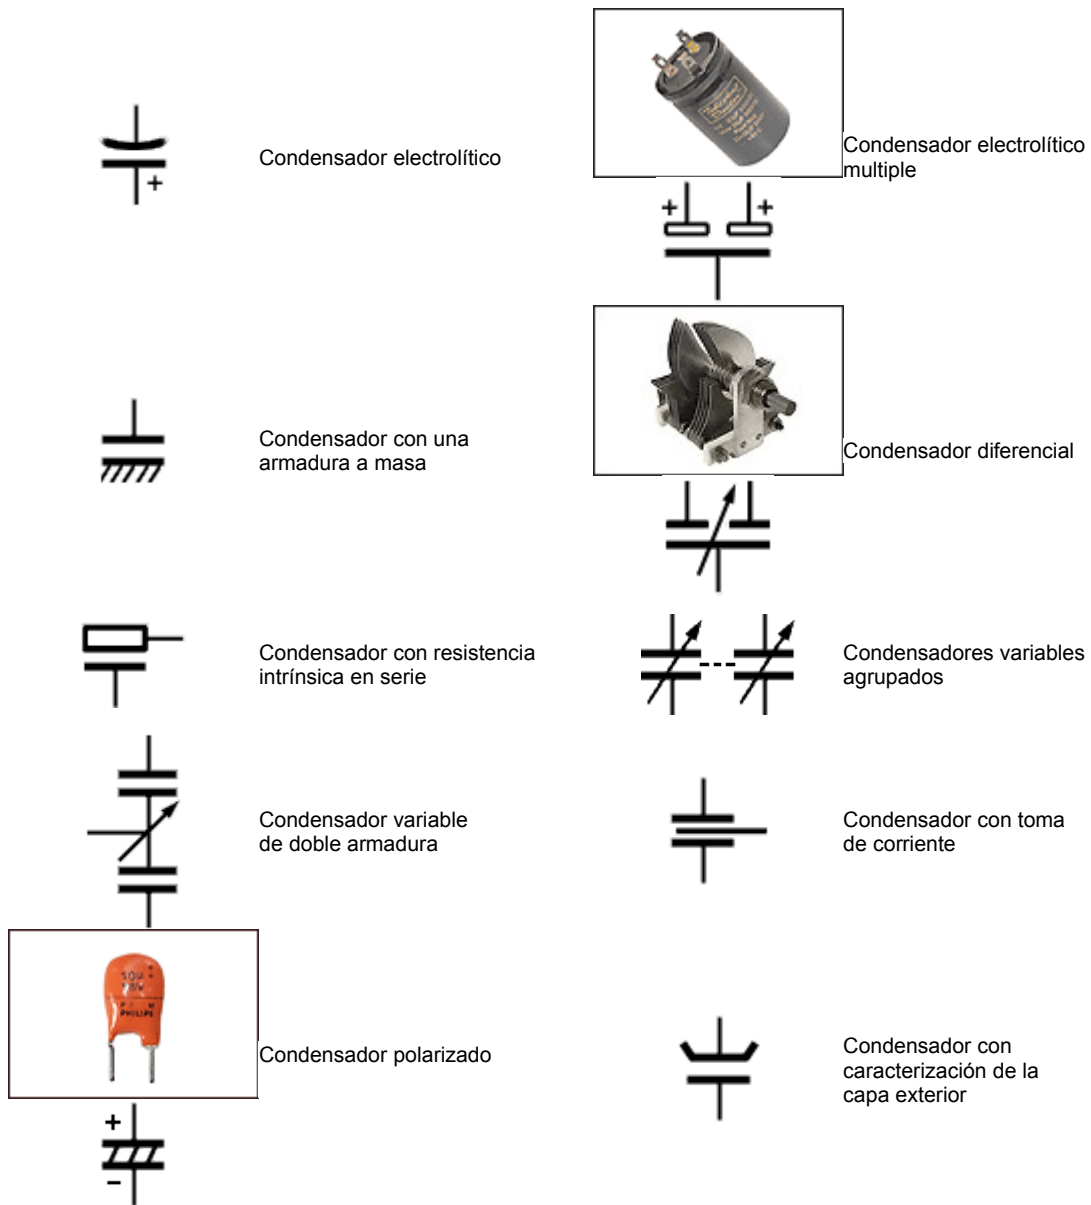 Condensador electrolítico
Condensador electrolítico
multiple
+
+ +
Condensador con una
armadura a masa
Condensador diferencial
Condensador con resistencia
intrínsica en serie
Condensadores variables
agrupados
Condensador variable
de doble armadura
Condensador con toma
de corriente
PHILIPS
Condensador polarizado
Condensador con
caracterización de la
capa exterior
+
−